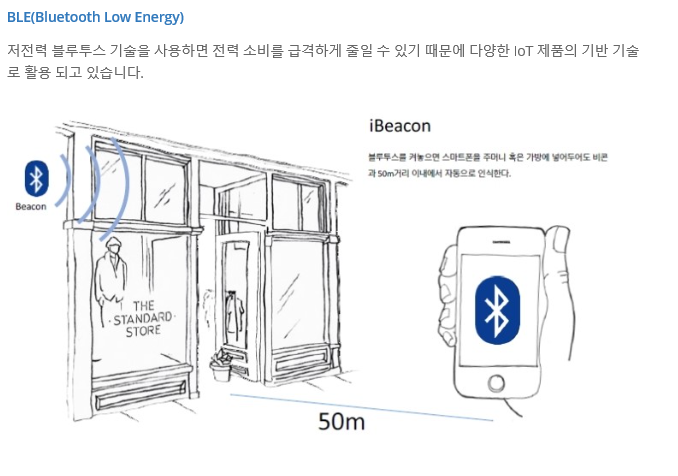 BLE(Bluetooth Low Energy)
저전력 블루투스 기술을 사용하면 전력 소비를 급격하게 줄일 수 있기 때문에 다양한 IoT 제품의 기반 기술
로 활용 되고 있습니다.
iBeacon
블루투스를 켜놓으면 스마트폰을 주머니 혹은 가방에 넣어두어도 비콘
과 50m거리 이내에서 자동으로 인식한다.
Beacon
THE
·STANDARD·
STORE
50m